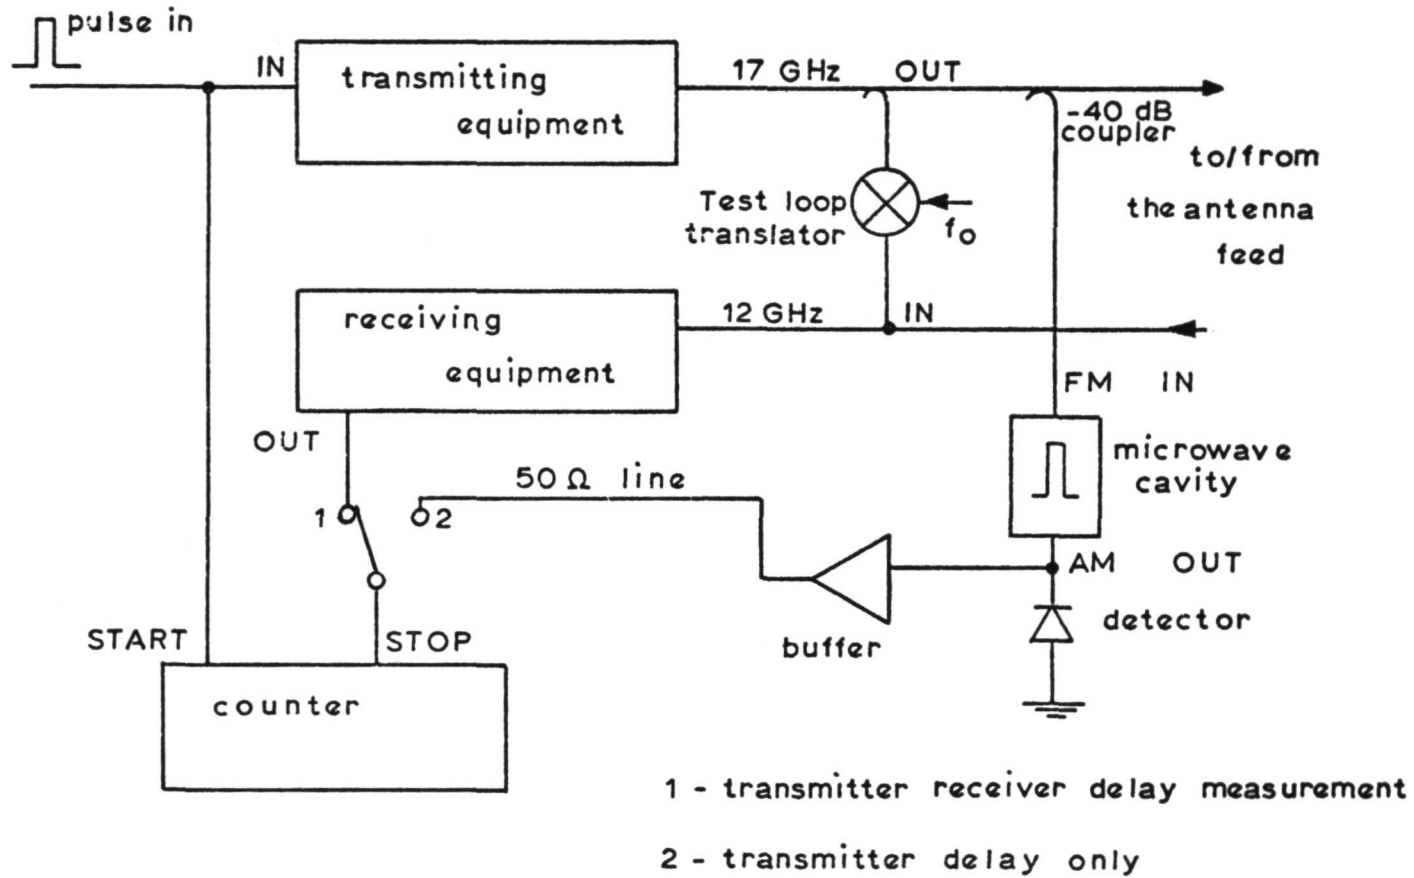 pulse in
IN
transmitting
equipment
17 GHz
OUT
-40 dB
coupler
to/from
the antenna
feed
Test loop
translator
fo
receiving
equipment
12 GHz
IN
FM IN
OUT
microwave
cavity
50 Ω line
1
2
AM OUT
detector
buffer
START
STOP
counter
1 - transmitter receiver delay measurement
2 - transmitter delay only